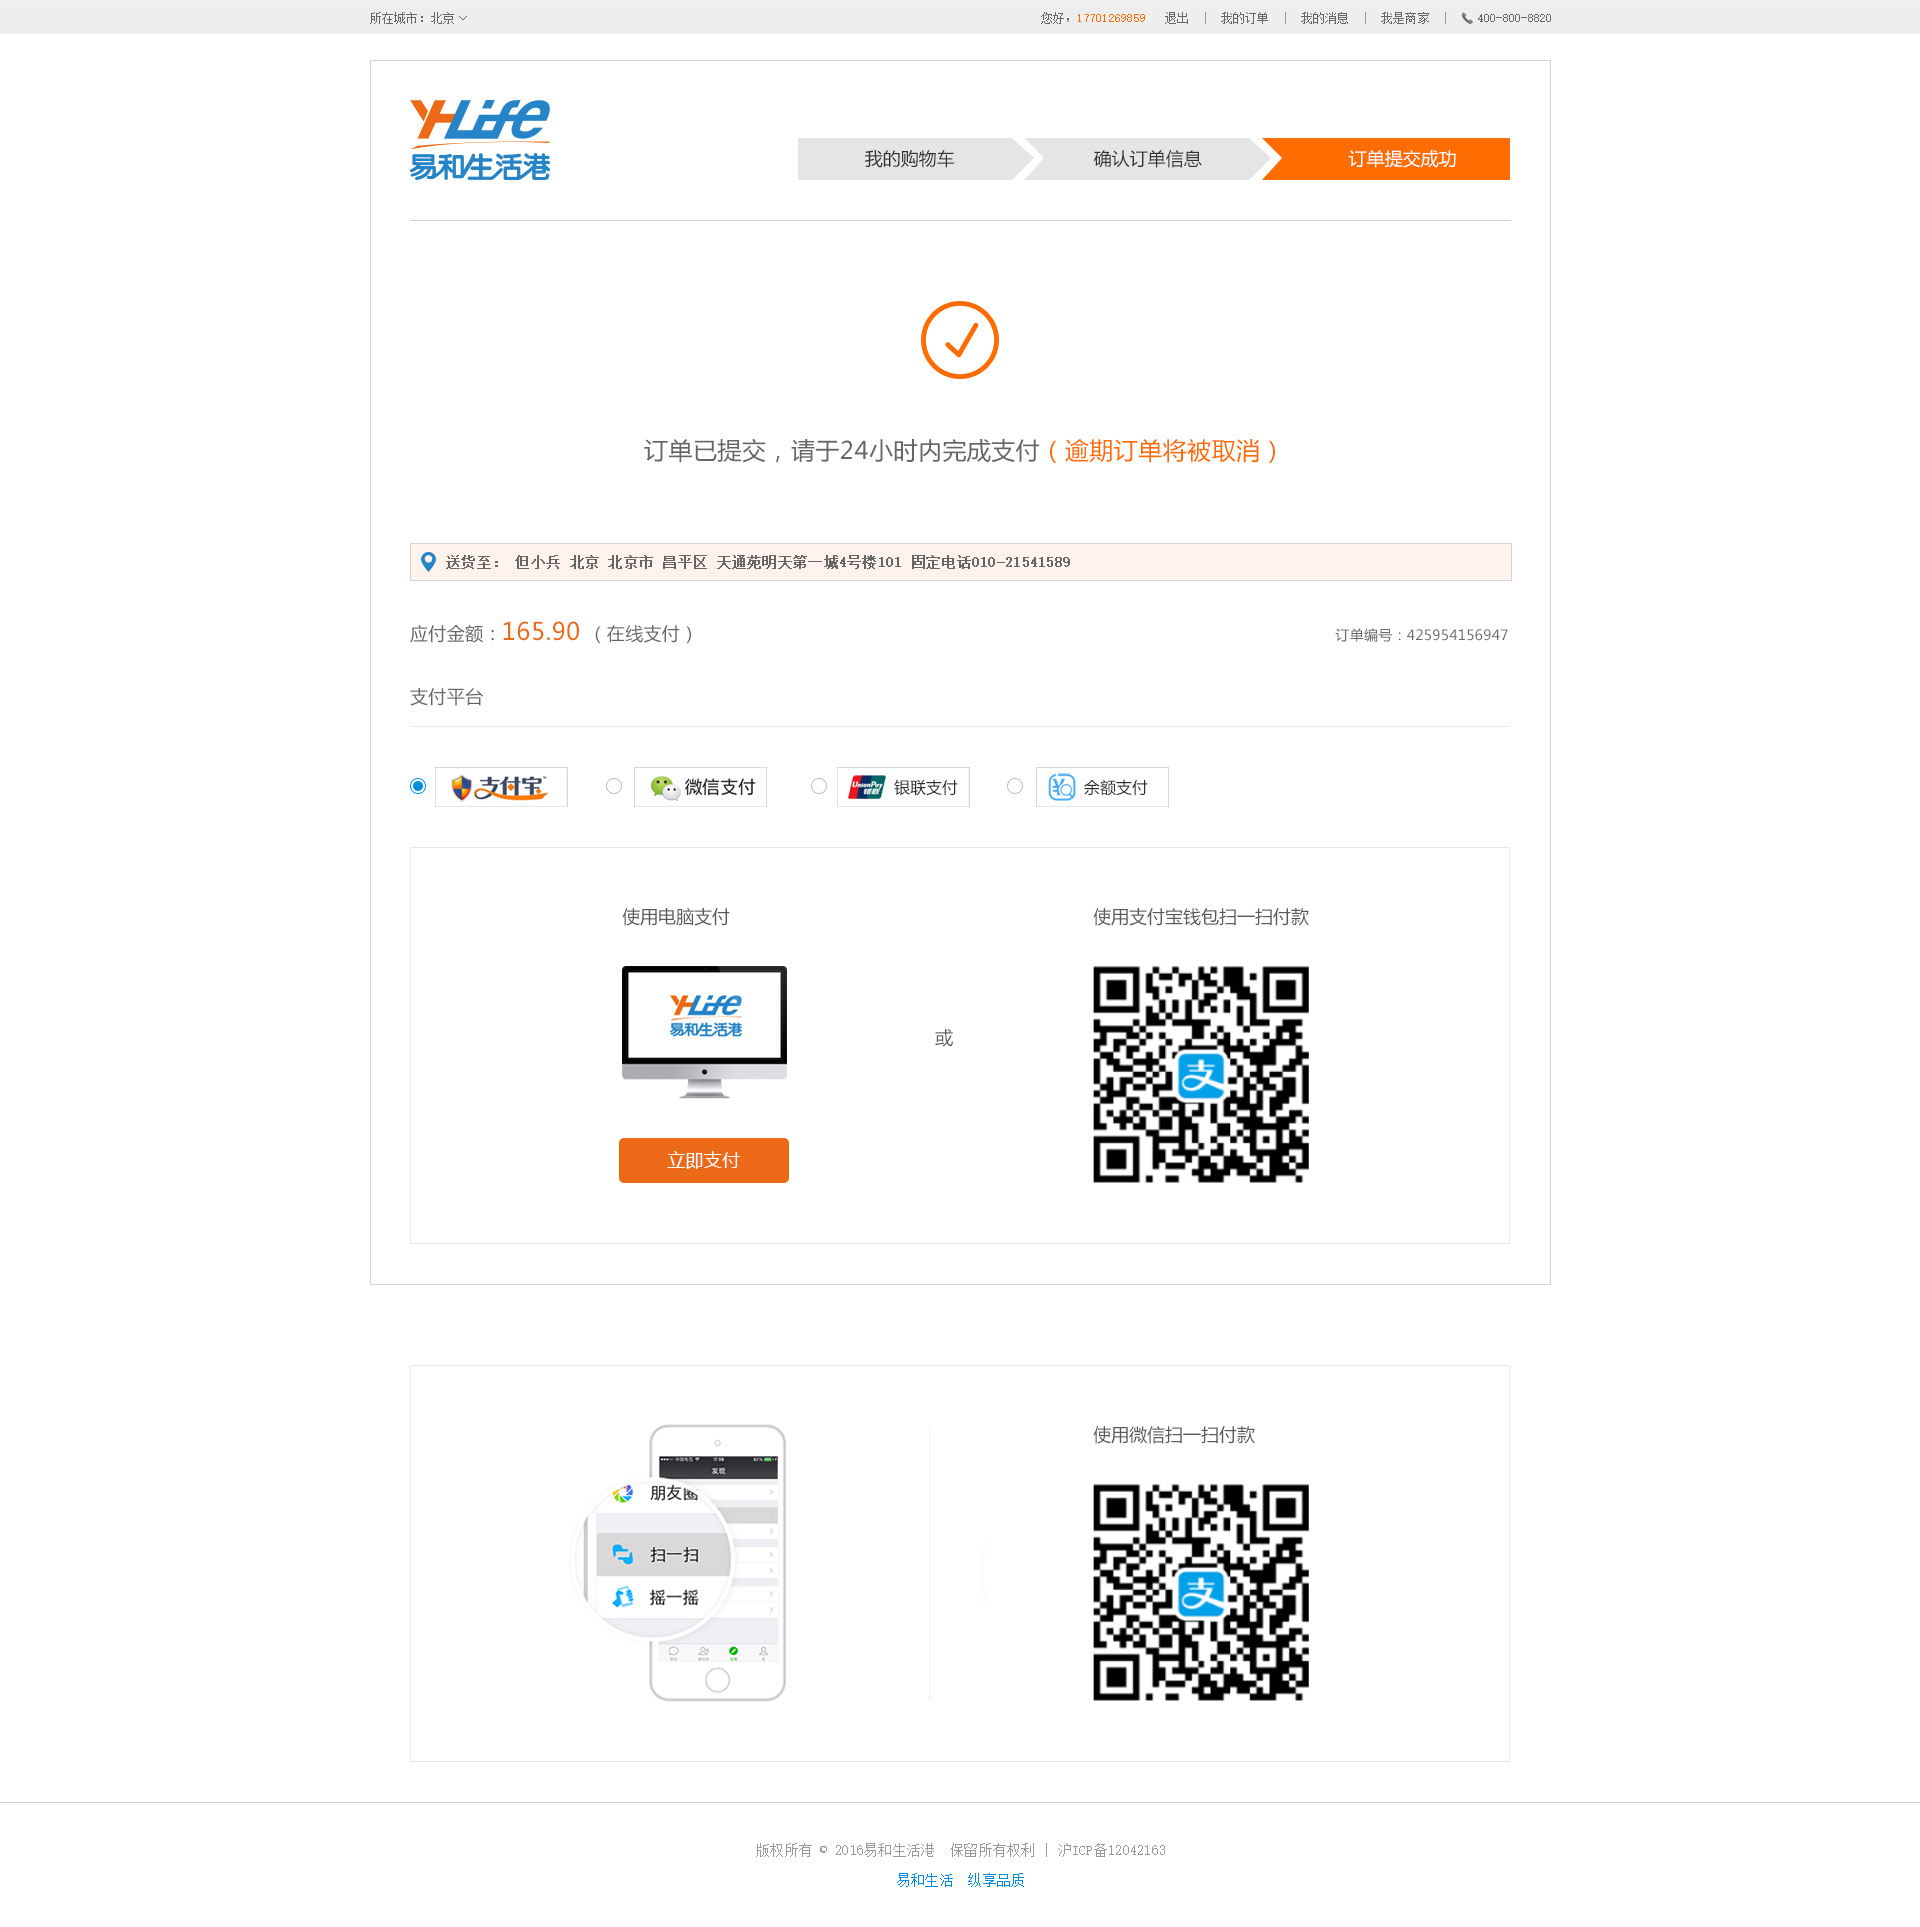 所在城市：北京
您好，17701269859 退出 | 我的订单 | 我的消息 | 我是商家 | 400-800-8820
YHLife
易和生活港
我的购物车 确认订单信息 订单提交成功
订单已提交，请于24小时内完成支付（逾期订单将被取消）
送货至： 但小兵 北京 北京市 昌平区 天通苑明天第一城4号楼101 固定电话010-21541589
应付金额：165.90（在线支付） 订单编号：425954156947
支付平台
支付宝 微信支付 UnionPay 银联 银联支付 余额支付
使用电脑支付 使用支付宝钱包扫一扫付款
YHLife
易和生活港
或
支
立即支付
使用微信扫一扫付款
中国电信 17:59
发现
朋友圈
扫一扫
摇一摇
支
版权所有 © 2016易和生活港 保留所有权利 | 沪ICP备12042163
易和生活 纵享品质